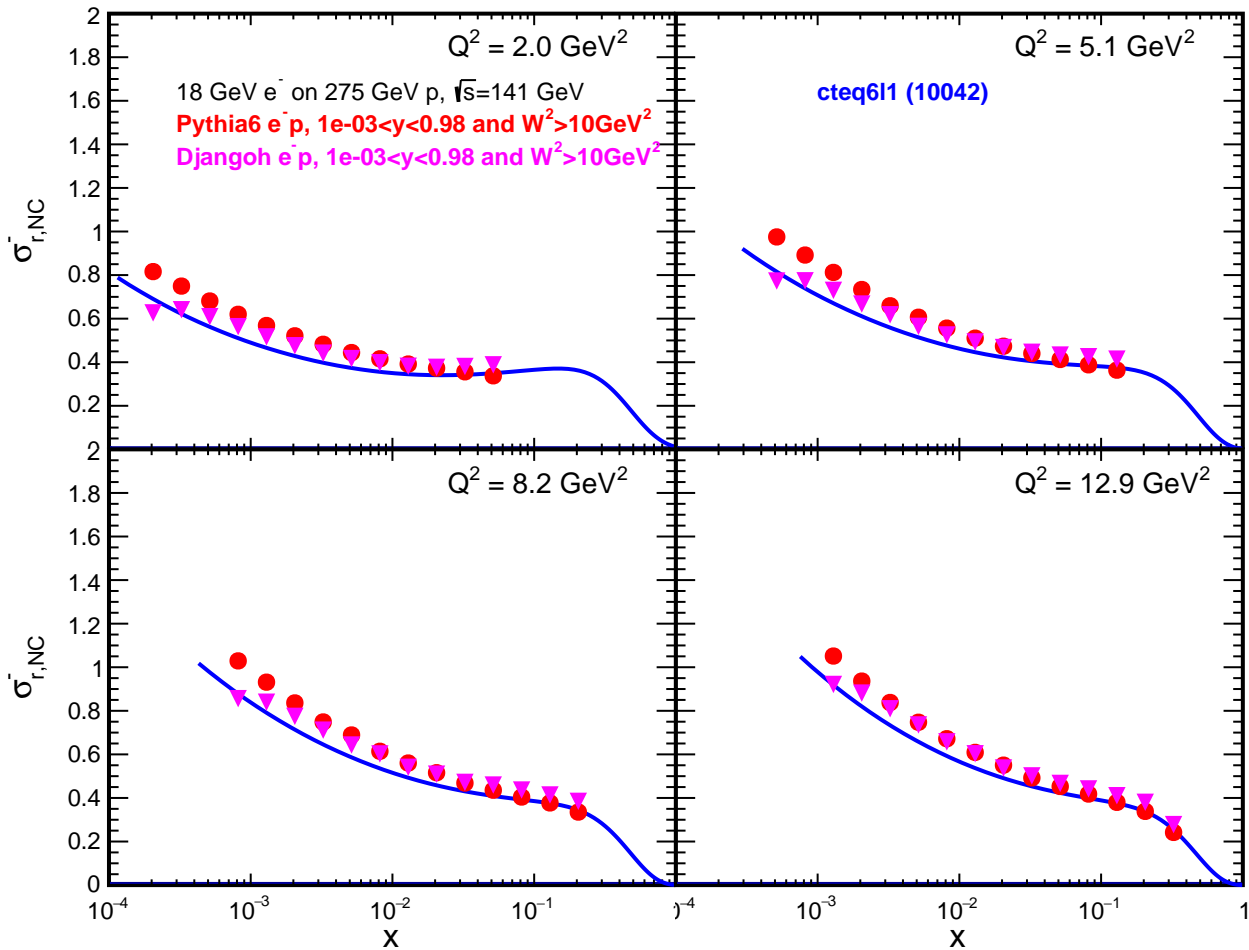 Q² = 2.0 GeV²
18 GeV e⁻ on 275 GeV p, √s=141 GeV
Pythia6 e⁻p, 1e-03<y<0.98 and W²>10GeV²
Djangoh e⁻p, 1e-03<y<0.98 and W²>10GeV²
2
1.8
1.6
1.4
1.2
1
0.8
0.6
0.4
0.2
σ⁻r,NC
Q² = 5.1 GeV²
cteq6l1 (10042)
Q² = 8.2 GeV²
2
1.8
1.6
1.4
1.2
1
0.8
0.6
0.4
0.2
0
σ⁻r,NC
10⁻⁴
10⁻³
10⁻²
10⁻¹
x
Q² = 12.9 GeV²
)⁻⁴
10⁻³
10⁻²
10⁻¹
1
x